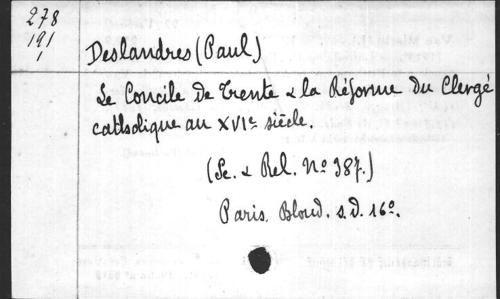 278
191
1
Deslandres (Paul)
Le Concile de Trente & la Réforme du Clergé
catholique au XVIe siècle.
(Sc. & Rel. No 387.)
Paris. Bloud. s.d. 16o.